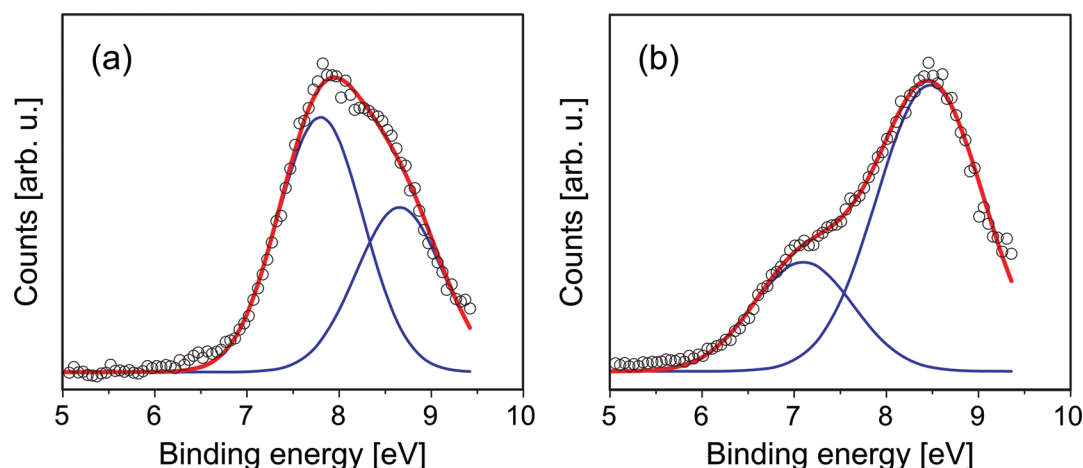 (a)
Counts [arb. u.]
5 6 7 8 9 10
Binding energy [eV]
(b)
Counts [arb. u.]
5 6 7 8 9 10
Binding energy [eV]